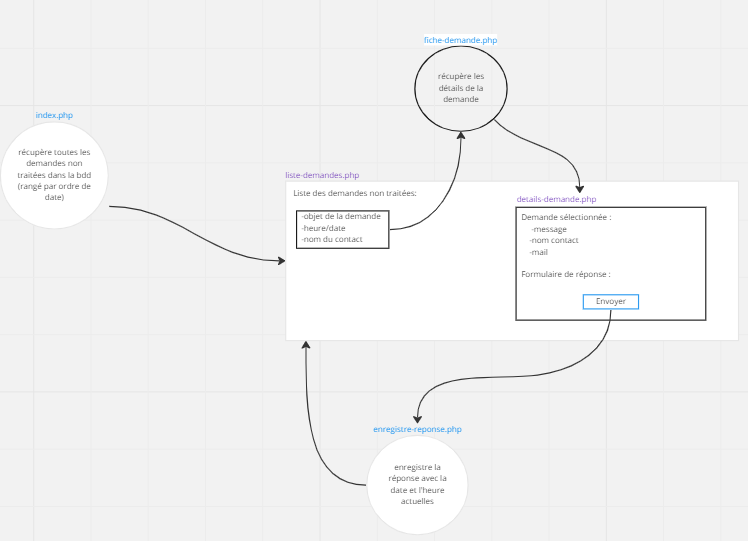 fiche-demande.php
récupère les
détails de la
demande
index.php
récupère toutes les
demandes non
traitées dans la bdd
(rangé par ordre de
date)
liste-demandes.php
Liste des demandes non traitées:
-objet de la demande
-heure/date
-nom du contact
details-demande.php
Demande sélectionnée :
-message
-nom contact
-mail
Formulaire de réponse :
Envoyer
enregistre-reponse.php
enregistre la
réponse avec la
date et l'heure
actuelles